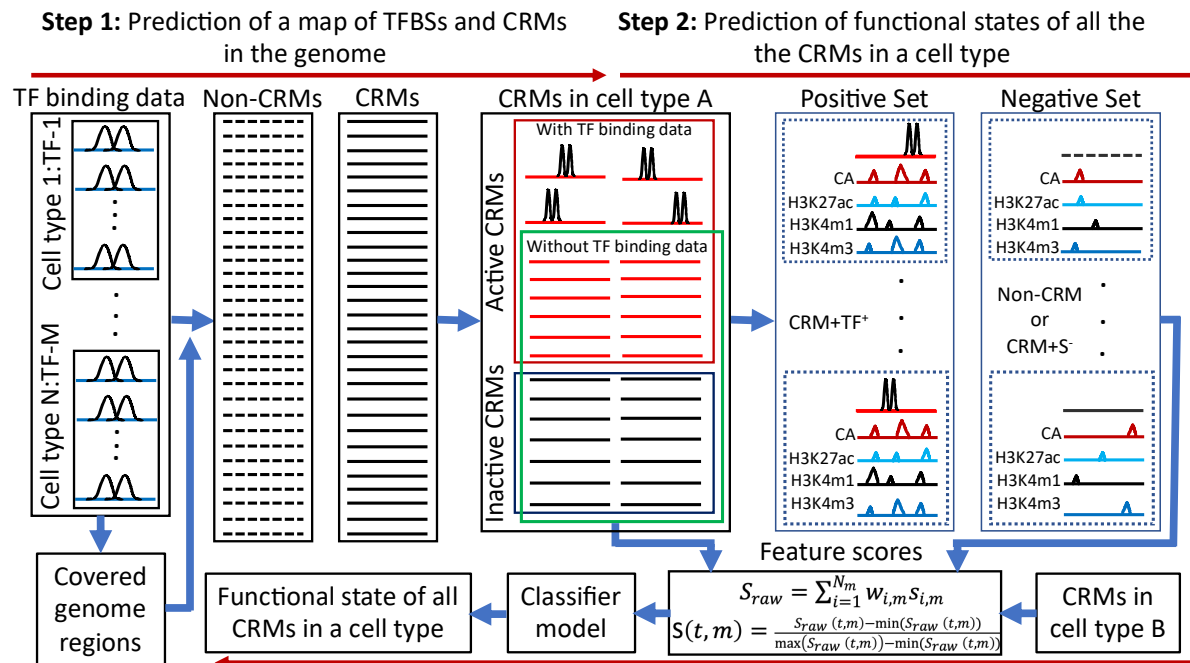 Step 1: Prediction of a map of TFBSs and CRMs
in the genome
Step 2: Prediction of functional states of all the
the CRMs in a cell type
TF binding data
Non-CRMs
CRMs
CRMs in cell type A
Positive Set
Negative Set
Cell type 1:TF-1
Cell type N:TF-M
Active CRMs
With TF binding data
Without TF binding data
Inactive CRMs
CA
H3K27ac
H3K4m1
H3K4m3
CRM+TF⁺
CA
H3K27ac
H3K4m1
H3K4m3
CA
H3K27ac
H3K4m1
H3K4m3
Non-CRM
or
CRM+S⁻
CA
H3K27ac
H3K4m1
H3K4m3
Covered
genome
regions
Functional state of all
CRMs in a cell type
Classifier
model
Feature scores
S_raw = ∑_{i=1}^{N_m} w_{i,m} s_{i,m}
S(t, m) = (S_raw (t,m)−min(S_raw (t,m))) / (max(S_raw (t,m))−min(S_raw (t,m)))
CRMs in
cell type B